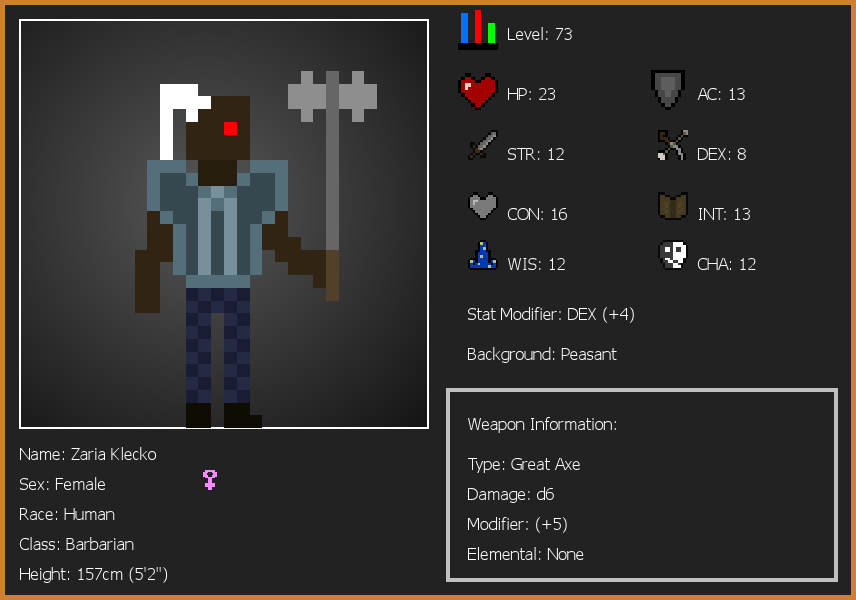 Level: 73
HP: 23
AC: 13
STR: 12
DEX: 8
CON: 16
INT: 13
WIS: 12
CHA: 12
Stat Modifier: DEX (+4)
Background: Peasant
Weapon Information:
Type: Great Axe
Damage: d6
Modifier: (+5)
Elemental: None
Name: Zaria Klecko
Sex: Female
Race: Human
Class: Barbarian
Height: 157cm (5'2")